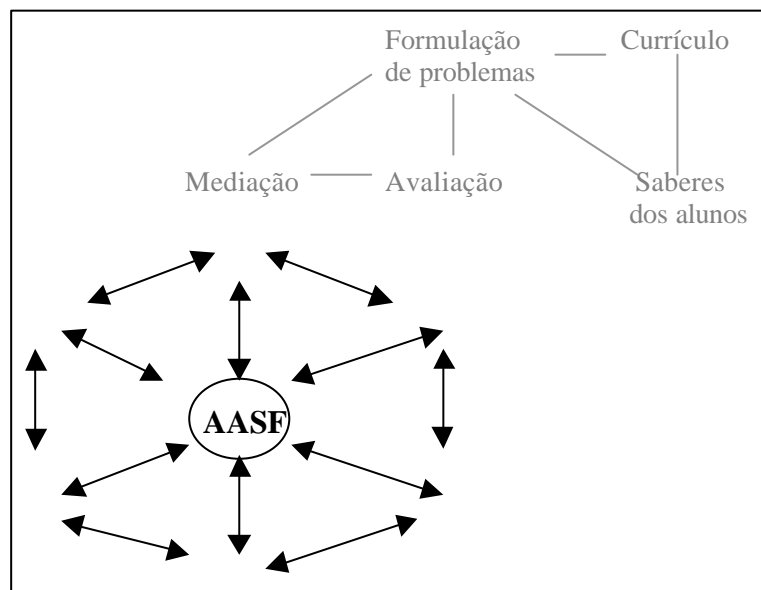 Formulação
de problemas
Currículo
Mediação
Avaliação
Saberes
dos alunos
AASF